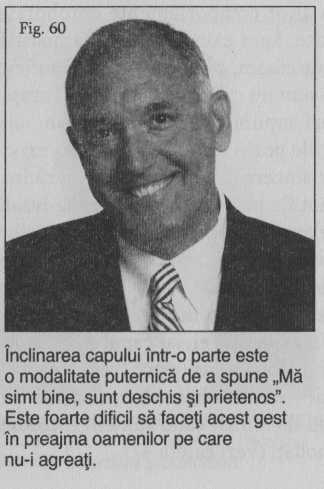 Fig. 60
Înclinarea capului într-o parte este
o modalitate puternică de a spune „Mă
simt bine, sunt deschis şi prietenos”.
Este foarte dificil să faceţi acest gest
în preajma oamenilor pe care
nu-i agreaţi.